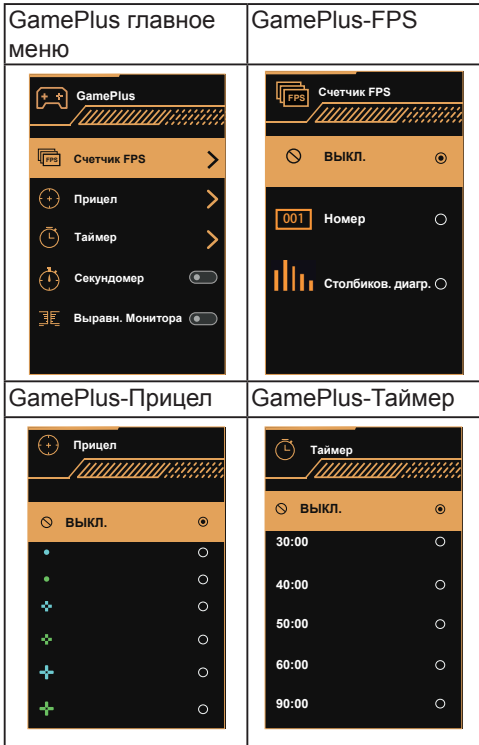 GamePlus главное
меню
GamePlus-FPS
GamePlus
FPS Счетчик FPS
Прицел
Таймер
Секундомер
Выравн. Монитора
FPS Счетчик FPS
ВЫКЛ.
001 Номер
Столбиков. диагр.
GamePlus-Прицел
GamePlus-Таймер
Прицел
ВЫКЛ.
Таймер
ВЫКЛ.
30:00
40:00
50:00
60:00
90:00